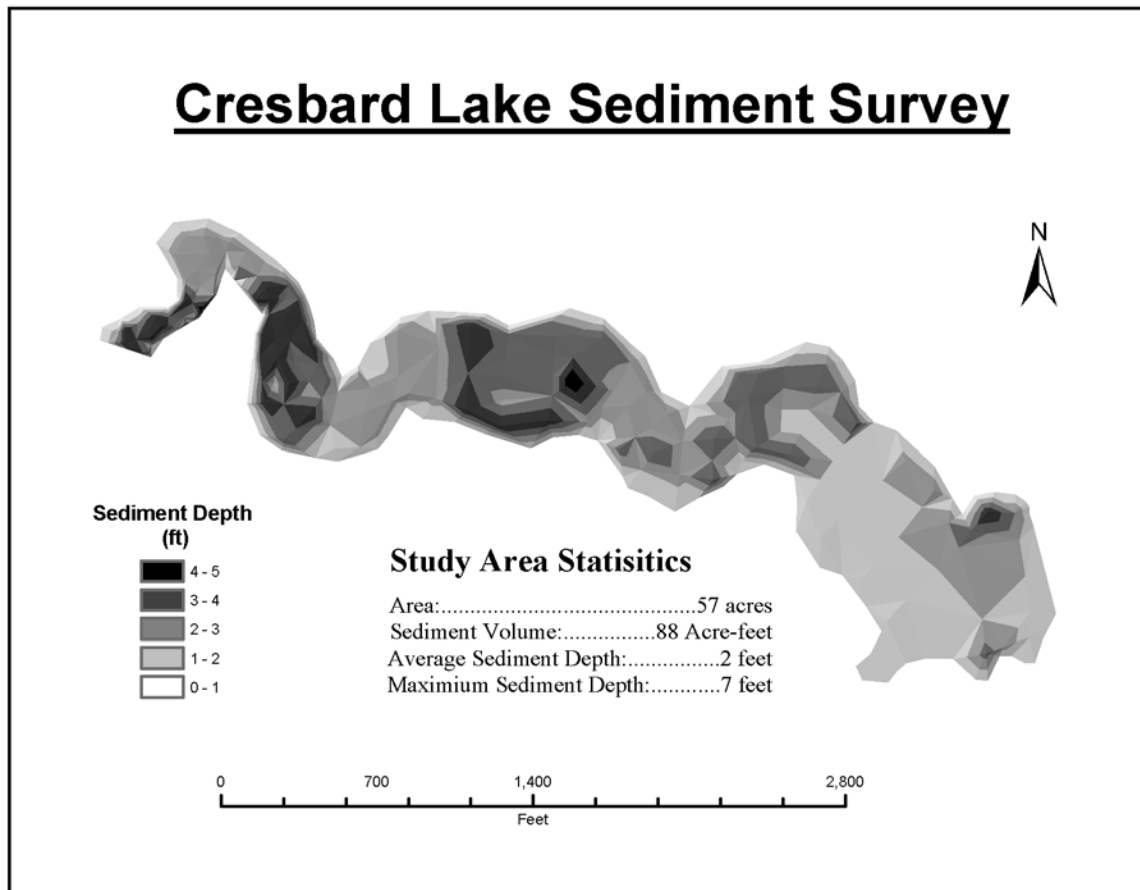 Cresbard Lake Sediment Survey
N
Sediment Depth
(ft)
4 - 5
3 - 4
2 - 3
1 - 2
0 - 1
Study Area Statisitics
Area:............................................57 acres
Sediment Volume:................88 Acre-feet
Average Sediment Depth:................2 feet
Maximium Sediment Depth:............7 feet
0 700 1,400 2,800
Feet